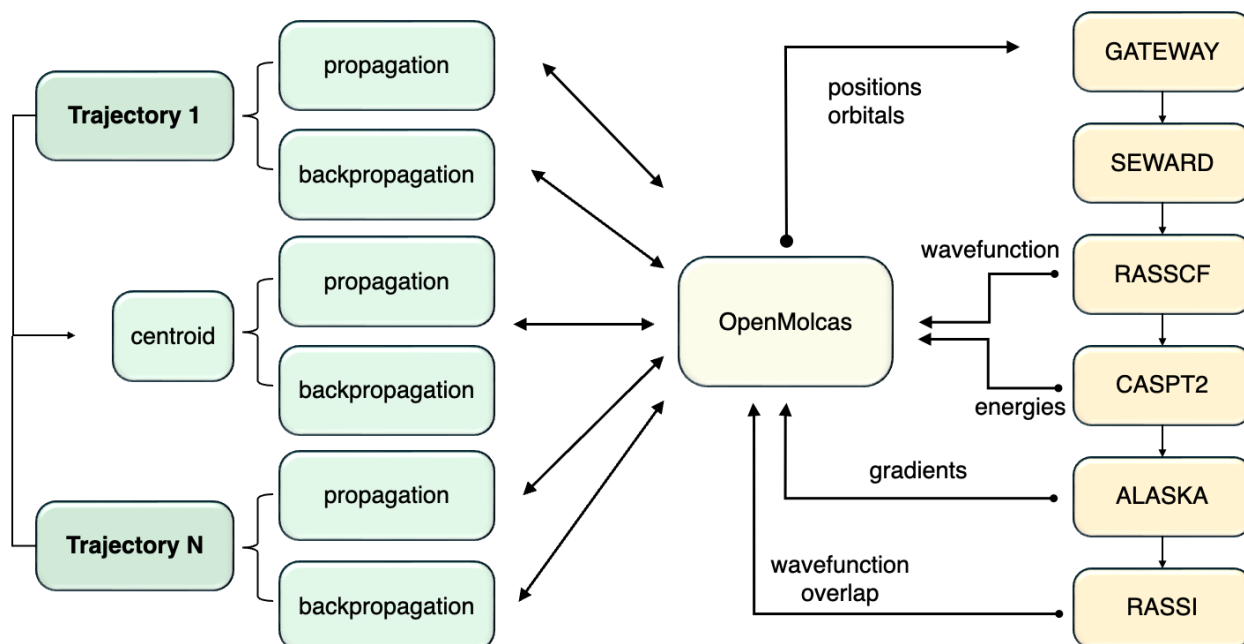 Trajectory 1
propagation
backpropagation
centroid
propagation
backpropagation
Trajectory N
propagation
backpropagation
OpenMolcas
positions
orbitals
wavefunction
energies
gradients
wavefunction
overlap
GATEWAY
SEWARD
RASSCF
CASPT2
ALASKA
RASSI